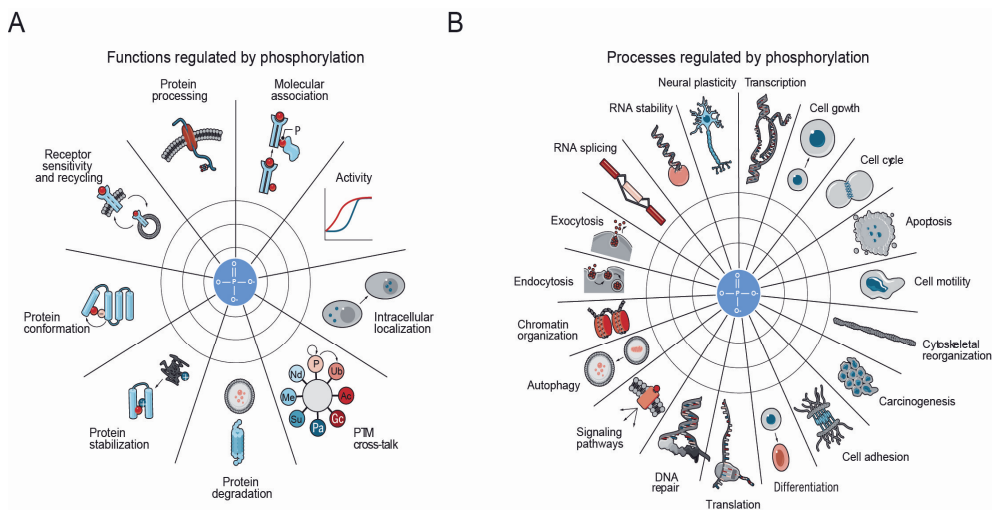 A
Functions regulated by phosphorylation
Protein
processing
Molecular
association
P
Receptor
sensitivity
and recycling
Activity
O
O- P O-
O-
Protein
conformation
Intracellular
localization
Protein
stabilization
Protein
degradation
P
Nd
Ub
Me
Ac
Su
Gc
Pa
PTM
cross-talk
B
Processes regulated by phosphorylation
Neural plasticity
Transcription
RNA stability
Cell growth
RNA splicing
Cell cycle
Exocytosis
Apoptosis
Endocytosis
Cell motility
O
O- P O-
O-
Chromatin
organization
Cytoskeletal
reorganization
Autophagy
Carcinogenesis
Signaling
pathways
Cell adhesion
DNA
repair
Translation
Differentiation